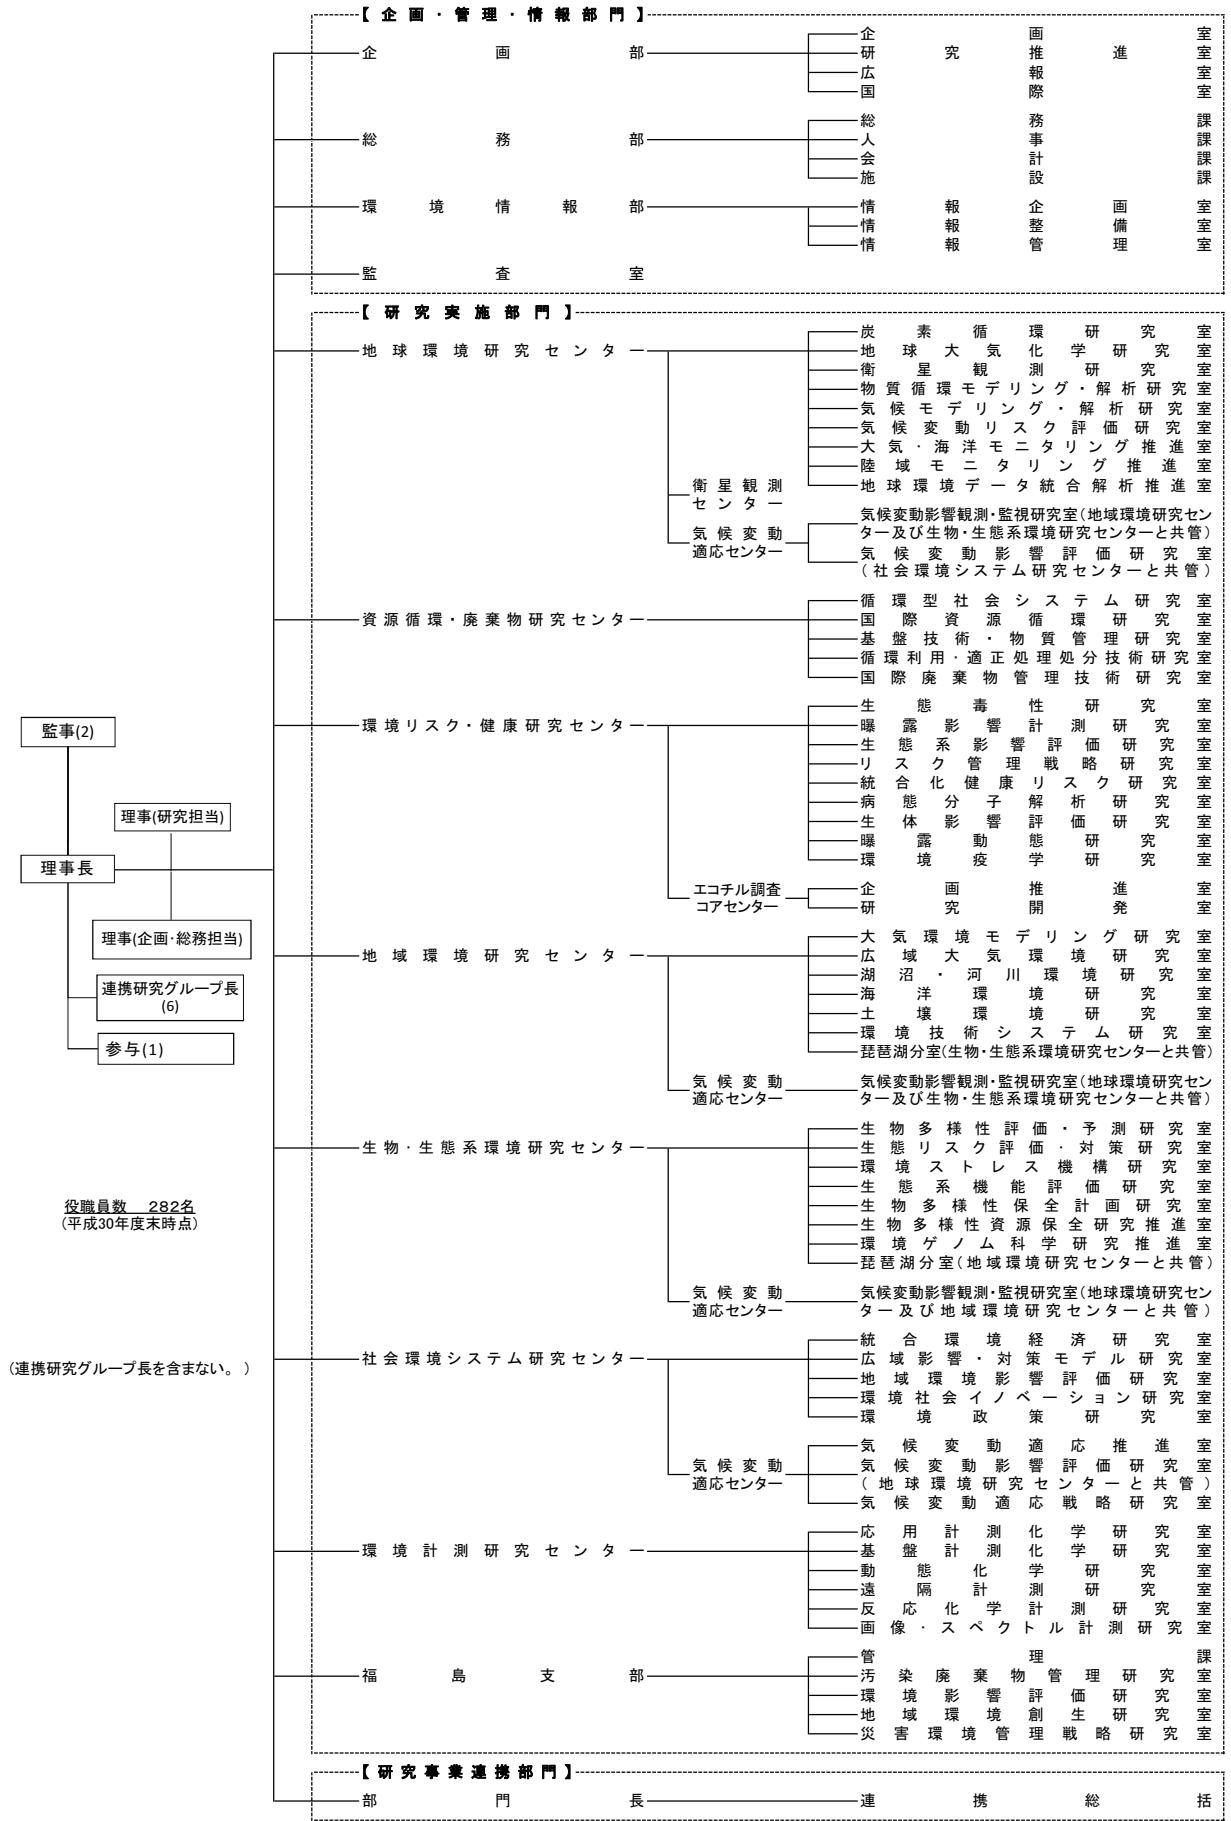 【企画・管理・情報部門】
企画部
企画室
研究推進室
広報室
国際室
総務部
総務課
人事課
会計課
施設課
環境情報部
情報企画室
情報整備室
情報管理室
監査室
【研究実施部門】
地球環境研究センター
炭素循環研究室
地球大気化学研究室
衛星観測研究室
物質循環モデリング・解析研究室
気候モデリング・解析研究室
気候変動リスク評価研究室
大気・海洋モニタリング推進室
陸域モニタリング推進室
地球環境データ統合解析推進室
衛星観測
センター
気候変動
適応センター
気候変動影響観測・監視研究室(地域環境研究セン
ター及び生物・生態系環境研究センターと共管)
気候変動影響評価研究室
(社会環境システム研究センターと共管)
資源循環・廃棄物研究センター
循環型社会システム研究室
国際資源循環研究室
基盤技術・物質管理研究室
循環利用・適正処理処分技術研究室
国際廃棄物管理技術研究室
環境リスク・健康研究センター
生態毒性研究室
曝露影響計測研究室
生態系影響評価研究室
リスク管理戦略研究室
統合化健康リスク研究室
病態分子解析研究室
生体影響評価研究室
曝露動態研究室
環境疫学研究室
エコチル調査
コアセンター
企画推進室
研究開発室
監事(2)
理事(研究担当)
理事長
理事(企画・総務担当)
連携研究グループ長
(6)
参与(1)
地域環境研究センター
大気環境モデリング研究室
広域大気環境研究室
湖沼・河川環境研究室
海洋環境研究室
土壌環境研究室
環境技術システム研究室
琵琶湖分室(生物・生態系環境研究センターと共管)
気候変動
適応センター
気候変動影響観測・監視研究室(地球環境研究セン
ター及び生物・生態系環境研究センターと共管)
生物・生態系環境研究センター
生物多様性評価・予測研究室
生態リスク評価・対策研究室
環境ストレス機構研究室
生態系機能評価研究室
生物多様性保全計画研究室
生物多様性資源保全研究推進室
環境ゲノム科学研究推進室
琵琶湖分室(地域環境研究センターと共管)
気候変動
適応センター
気候変動影響観測・監視研究室(地球環境研究セン
ター及び地域環境研究センターと共管)
役職員数 282名
(平成30年度末時点)
(連携研究グループ長を含まない。)
社会環境システム研究センター
統合環境経済研究室
広域影響・対策モデル研究室
地域環境影響評価研究室
環境社会イノベーション研究室
環境政策研究室
気候変動
適応センター
気候変動適応推進室
気候変動影響評価研究室
(地球環境研究センターと共管)
気候変動適応戦略研究室
環境計測研究センター
応用計測化学研究室
基盤計測化学研究室
動態化学研究室
遠隔計測研究室
反応化学計測研究室
画像・スペクトル計測研究室
福島支部
管理課
汚染廃棄物管理研究室
環境影響評価研究室
地域環境創生研究室
災害環境管理戦略研究室
【研究事業連携部門】
部門長
連携総括